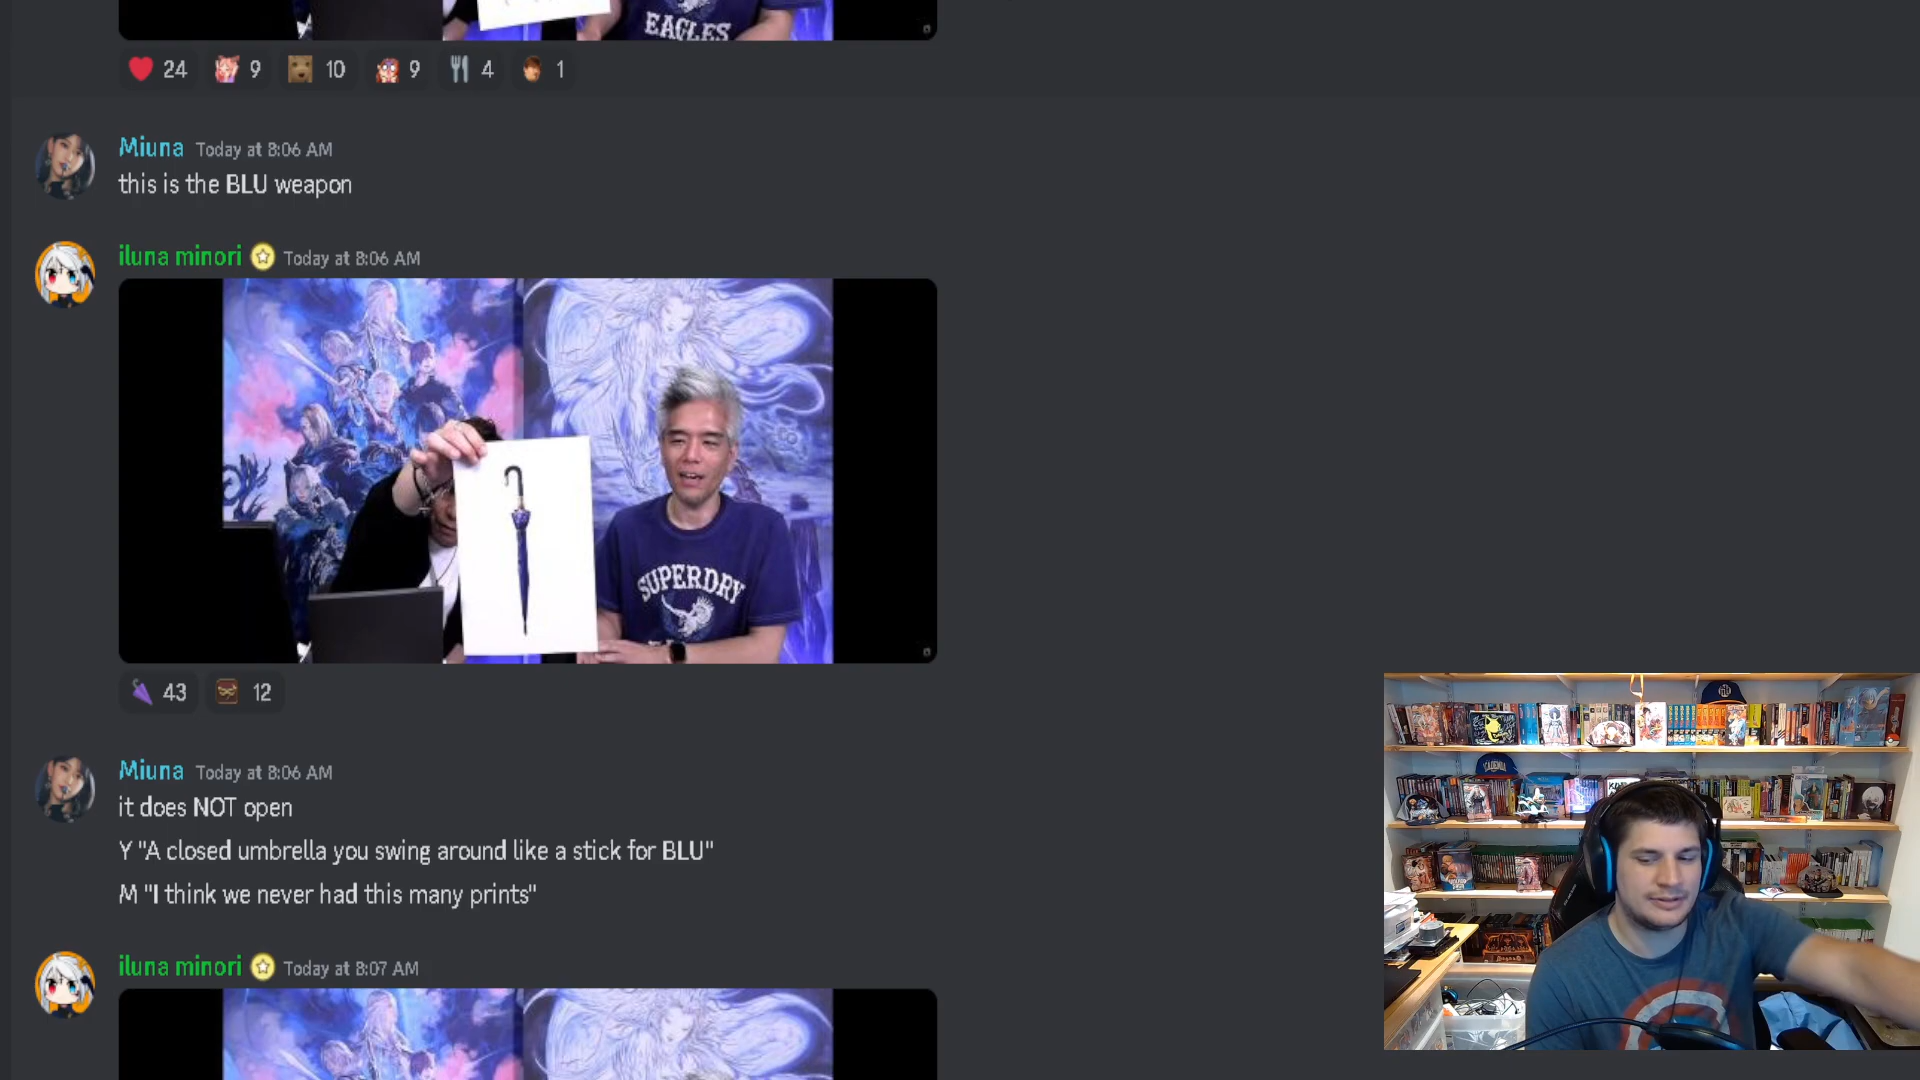 EAGLES
24 9 10 9 4 1
Miuna Today at 8:06 AM
this is the BLU weapon
iluna minori Today at 8:06 AM
SUPERDRY
43 12
Miuna Today at 8:06 AM
it does NOT open
Y "A closed umbrella you swing around like a stick for BLU"
M "I think we never had this many prints"
iluna minori Today at 8:07 AM